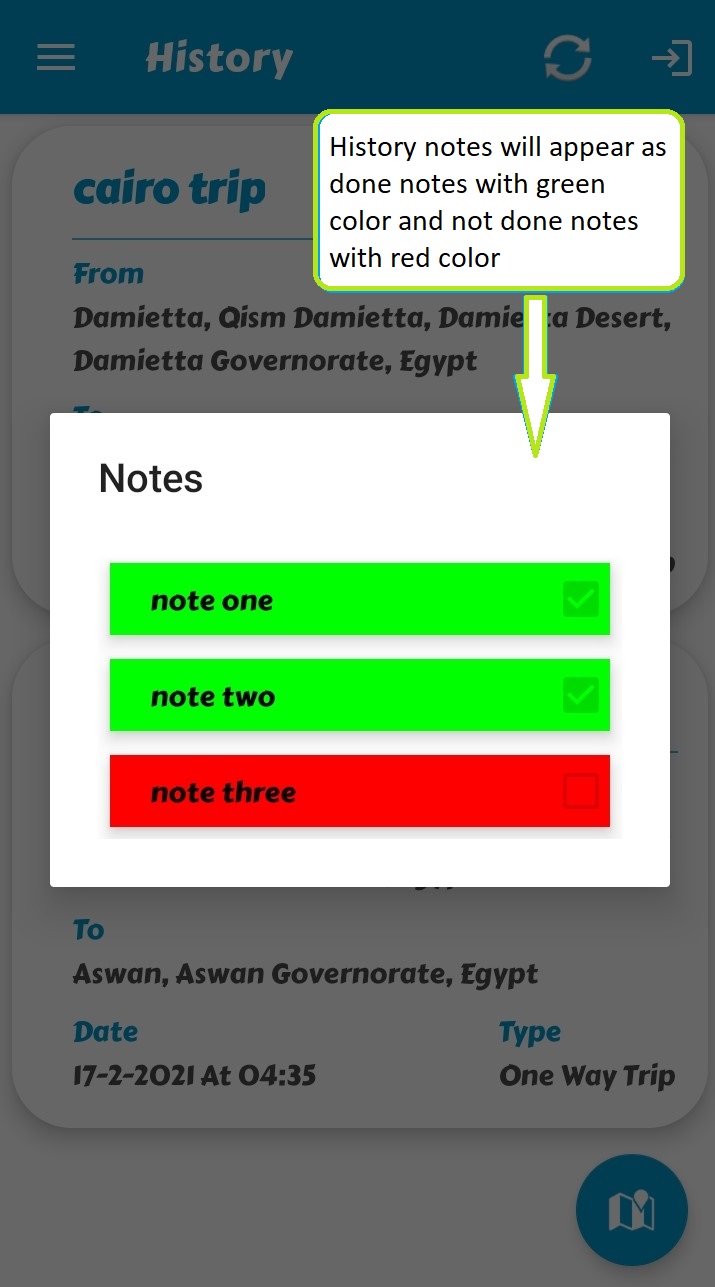 History
History notes will appear as
done notes with green
color and not done notes
with red color
cairo trip
From
Damietta, Qism Damietta, Damietta Desert,
Damietta Governorate, Egypt
To
Notes
note one
note two
note three
To
Aswan, Aswan Governorate, Egypt
Date
Type
17-2-2021 At 04:35
One Way Trip